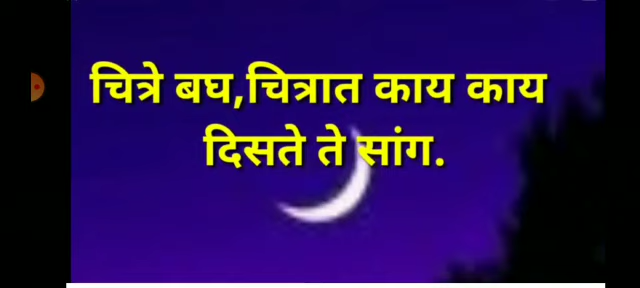 चित्रे बघ,चित्रात काय काय
दिसते ते सांग.